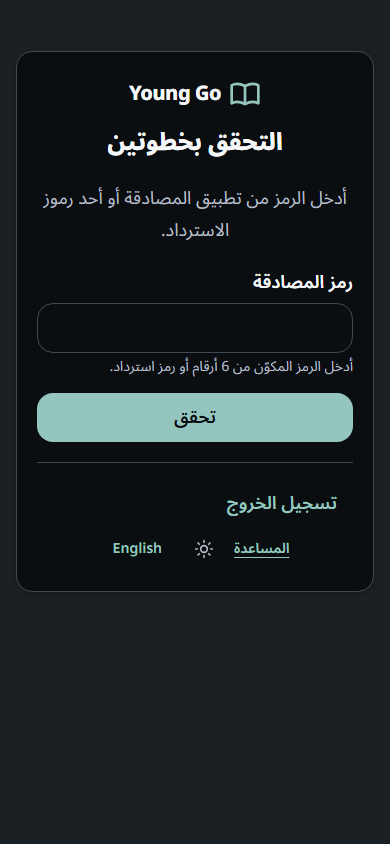 Young Go
التحقق بخطوتين
أدخل الرمز من تطبيق المصادقة أو أحد رموز
الاسترداد.
رمز المصادقة
أدخل الرمز المكوّن من 6 أرقام أو رمز استرداد.
تحقق
تسجيل الخروج
المساعدة
English